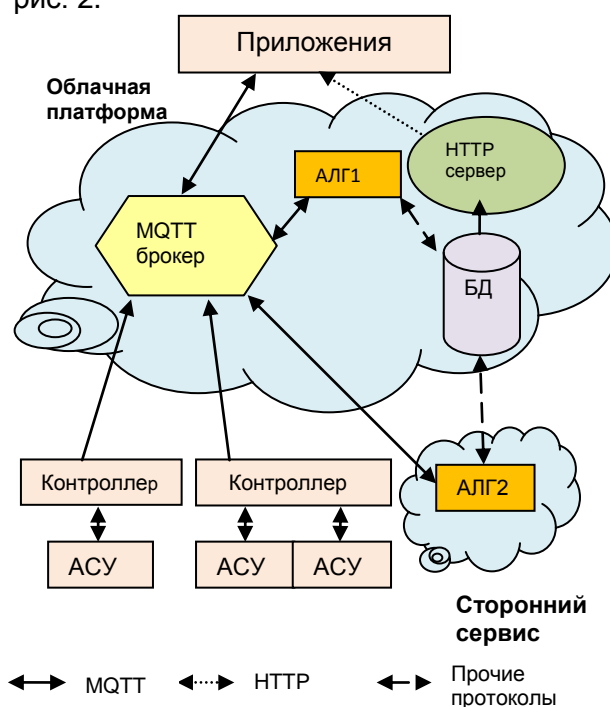 рис. 2.
Приложения
Облачная
платформа
HTTP
сервер
АЛГ1
MQTT
брокер
БД
Контроллер
Контроллер
АЛГ2
АСУ
АСУ
АСУ
Сторонний
сервис
MQTT
HTTP
Прочие
протоколы